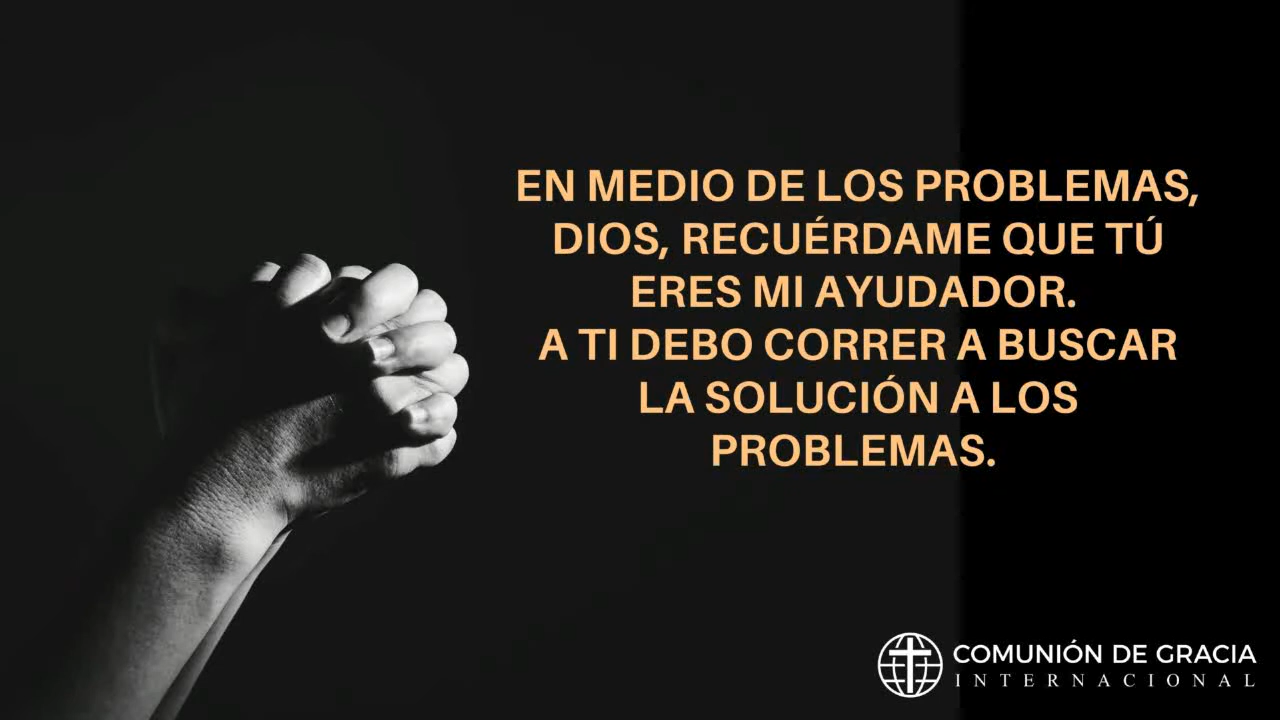 EN MEDIO DE LOS PROBLEMAS,
DIOS, RECUÉRDAME QUE TÚ
ERES MI AYUDADOR.
A TI DEBO CORRER A BUSCAR
LA SOLUCIÓN A LOS
PROBLEMAS.
COMUNIÓN DE GRACIA
INTERNACIONAL